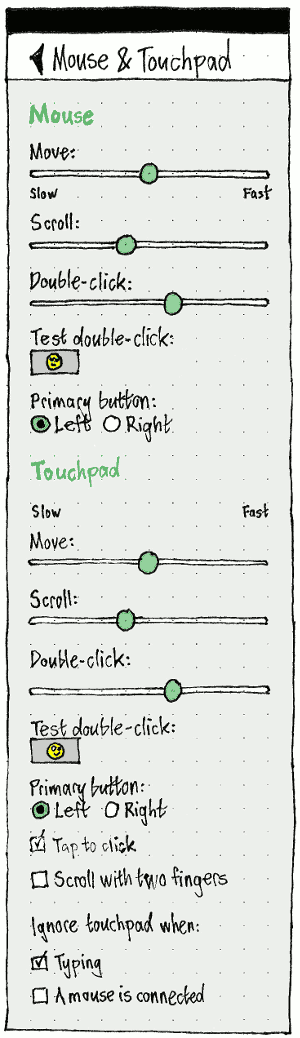 Mouse & Touchpad
Mouse
Move:
Slow Fast
Scroll:
Double-click:
Test double-click:
Primary button:
Left Right
Touchpad
Slow Fast
Move:
Scroll:
Double-click:
Test double-click:
Primary button:
Left Right
Tap to click
Scroll with two fingers
Ignore touchpad when:
Typing
A mouse is connected